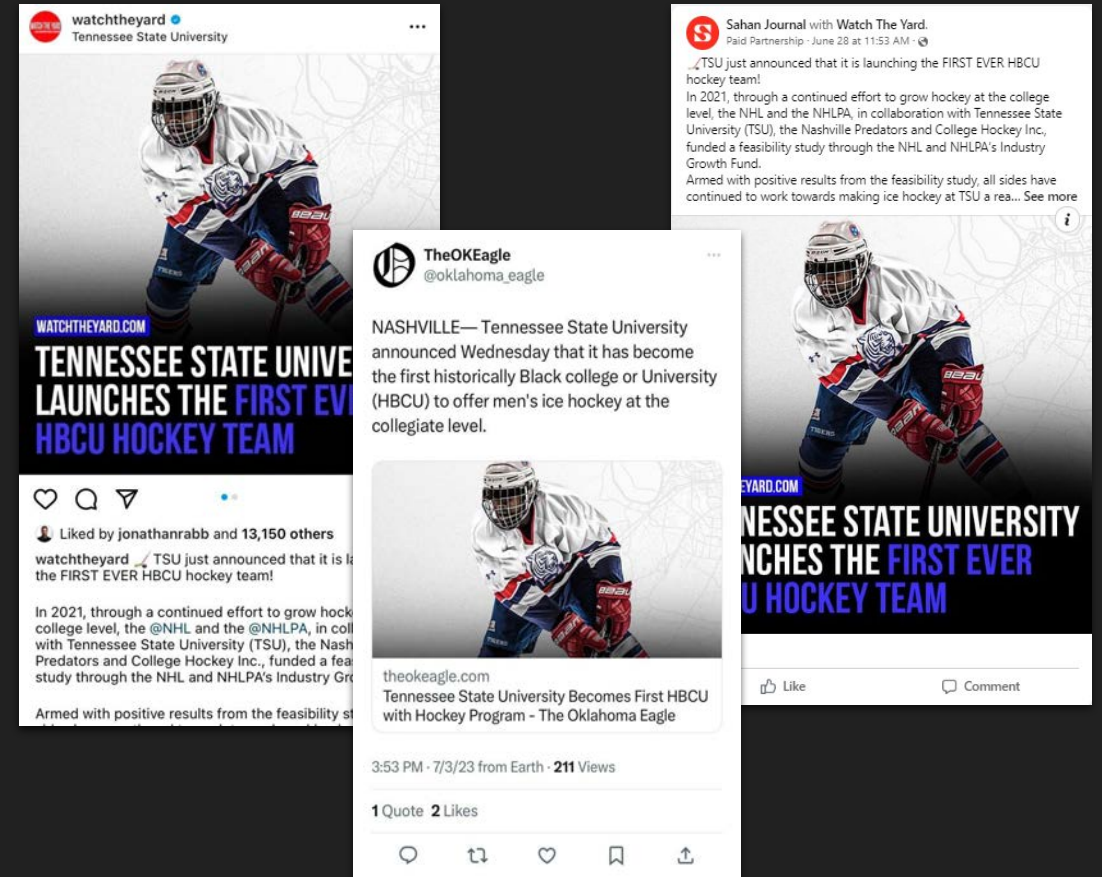 watchtheyard
Tennessee State University
BAUER
TIGERS
WATCHTHEYARD.COM
TENNESSEE STATE UNIVE
LAUNCHES THE FIRST EV
HBCU HOCKEY TEAM
Liked by jonathanrabb and 13,150 others
watchtheyard TSU just announced that it is la
the FIRST EVER HBCU hockey team!
In 2021, through a continued effort to grow hock
college level, the @NHL and the @NHLPA, in coll
with Tennessee State University (TSU), the Nash
Predators and College Hockey Inc., funded a fea
study through the NHL and NHLPA's Industry Gr
Armed with positive results from the feasibility st
TheOKEagle
@oklahoma_eagle
NASHVILLE— Tennessee State University
announced Wednesday that it has become
the first historically Black college or University
(HBCU) to offer men's ice hockey at the
collegiate level.
BAUER
theokeagle.com
Tennessee State University Becomes First HBCU
with Hockey Program - The Oklahoma Eagle
3:53 PM · 7/3/23 from Earth · 211 Views
1 Quote 2 Likes
Sahan Journal with Watch The Yard.
Paid Partnership · June 28 at 11:53 AM ·
TSU just announced that it is launching the FIRST EVER HBCU
hockey team!
In 2021, through a continued effort to grow hockey at the college
level, the NHL and the NHLPA, in collaboration with Tennessee State
University (TSU), the Nashville Predators and College Hockey Inc.,
funded a feasibility study through the NHL and NHLPA's Industry
Growth Fund.
Armed with positive results from the feasibility study, all sides have
continued to work towards making ice hockey at TSU a rea... See more
BAUER
TIGERS
EYARD.COM
NESSEE STATE UNIVERSITY
NCHES THE FIRST EVER
U HOCKEY TEAM
Like
Comment